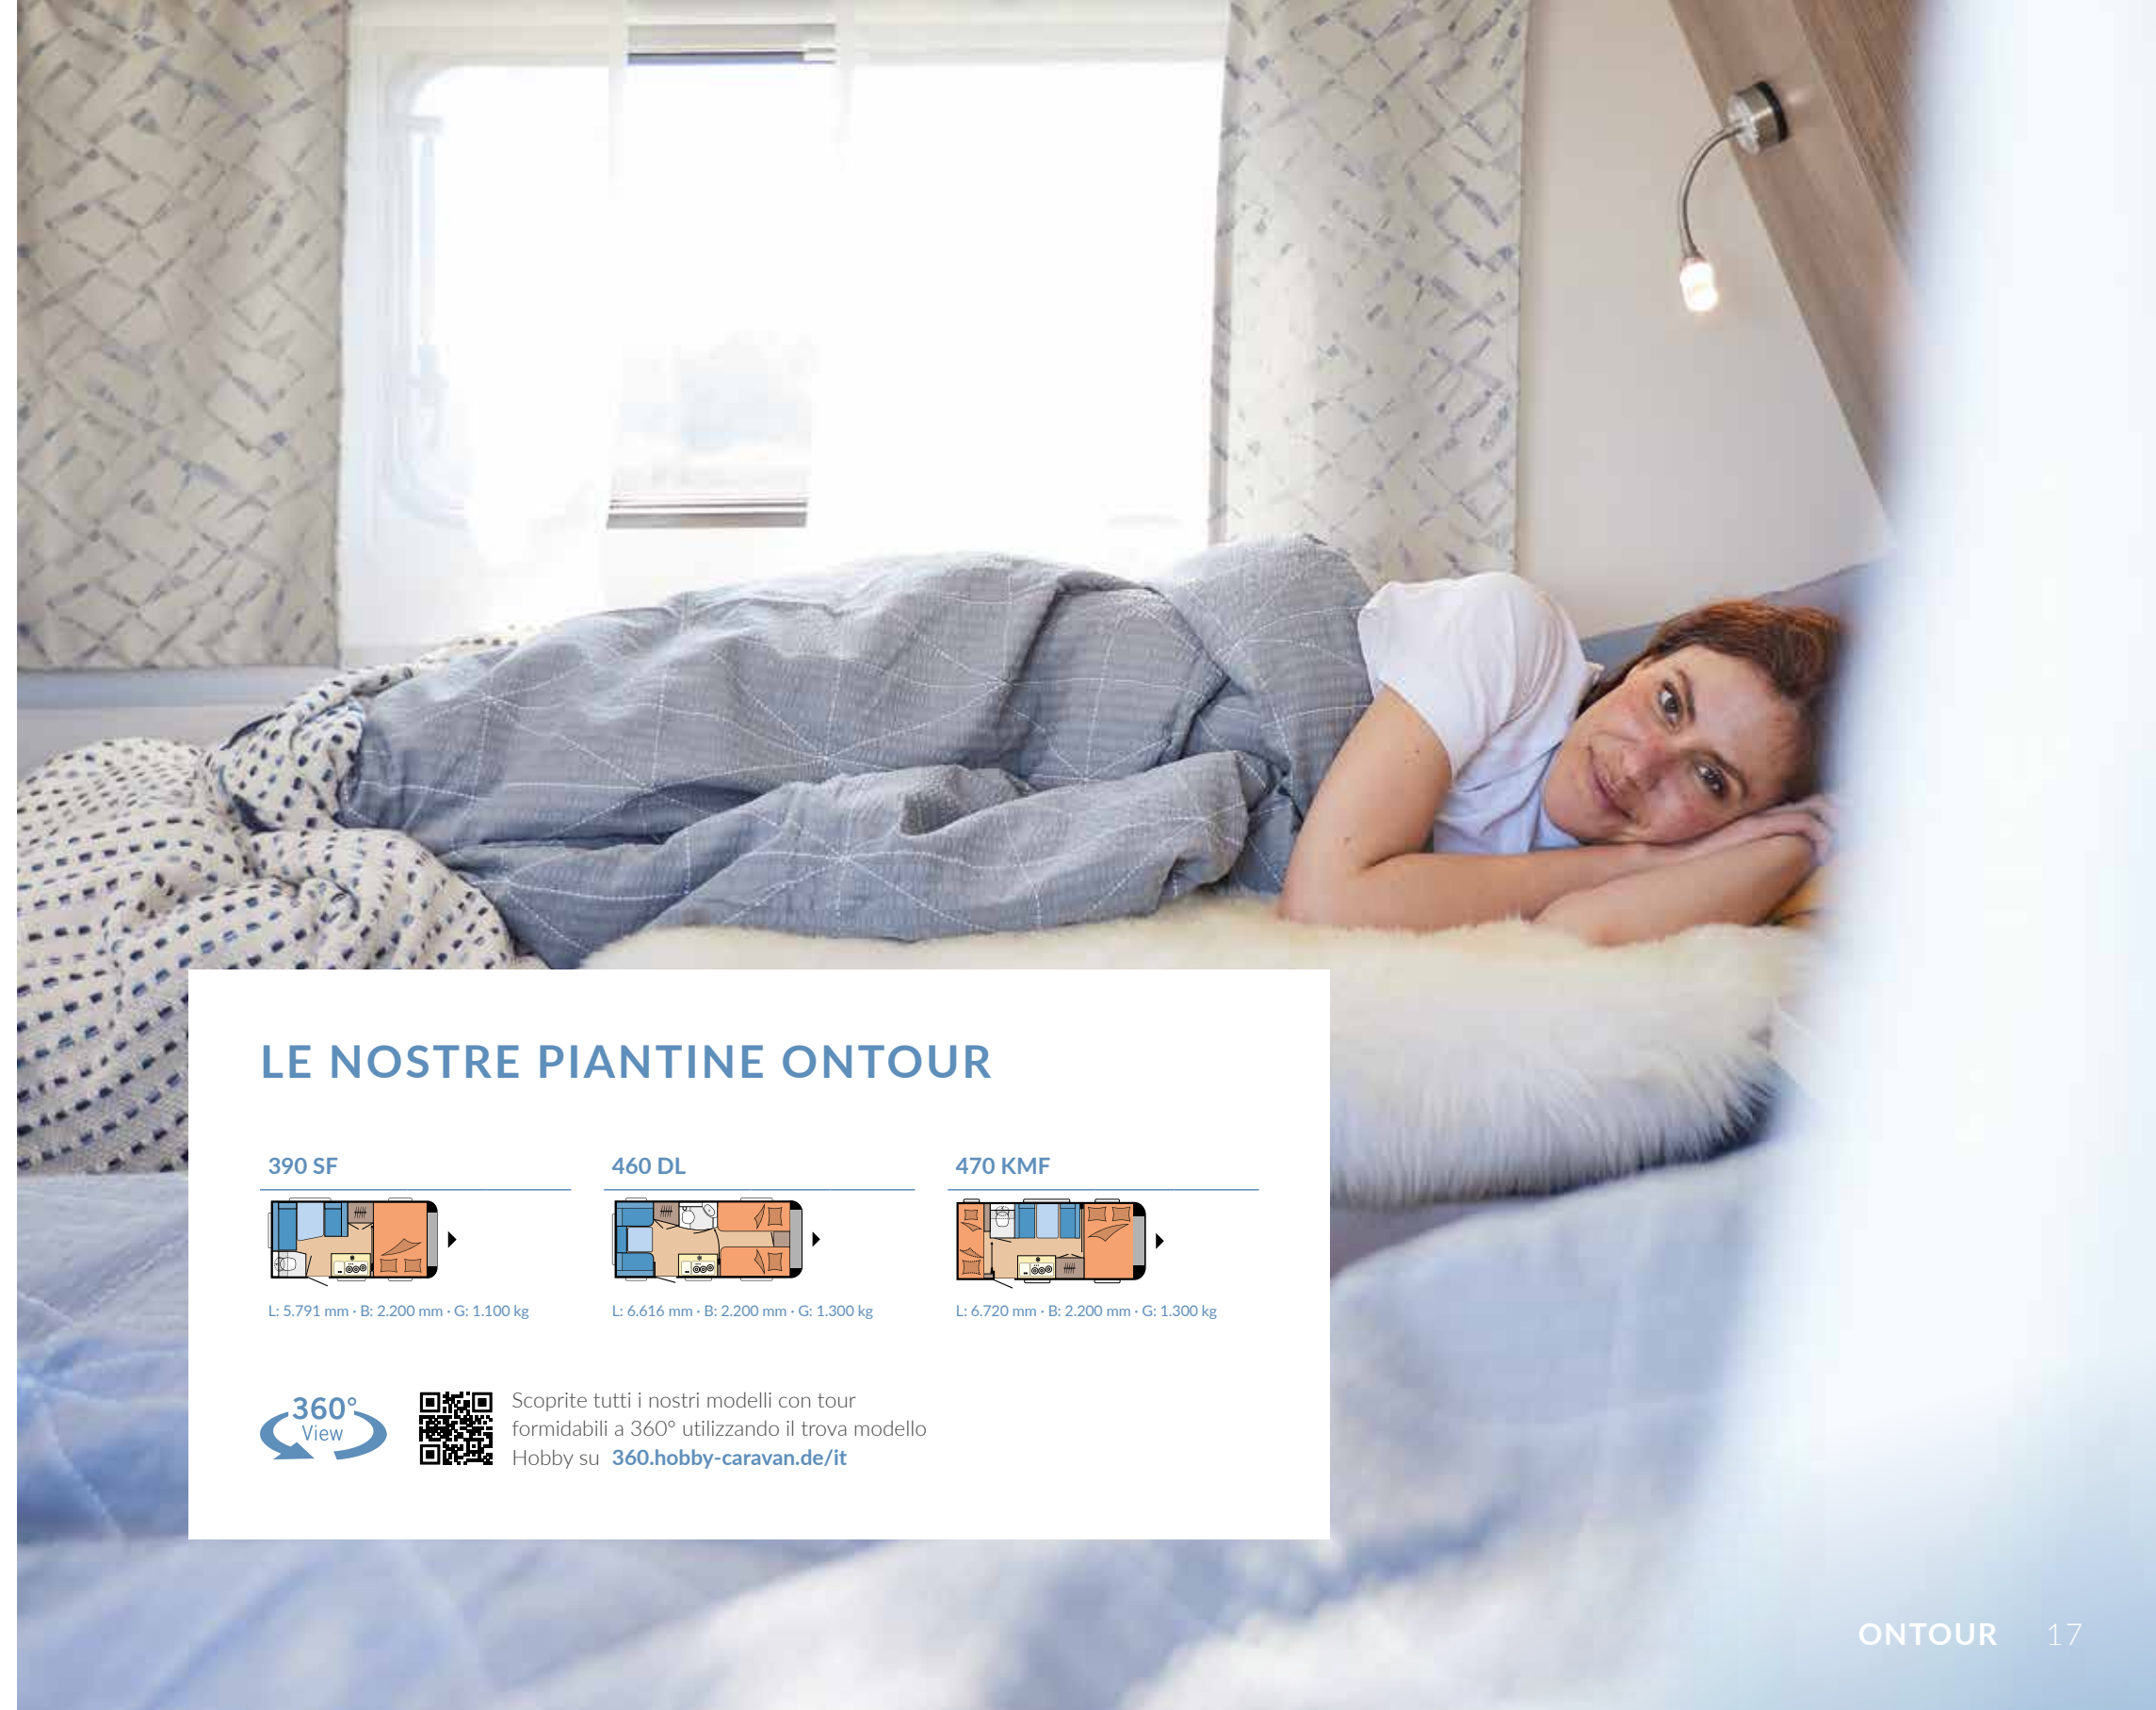 LE NOSTRE PIANTINE ONTOUR
390 SF
460 DL
470 KMF
L: 5.791 mm · B: 2.200 mm · G: 1.100 kg
L: 6.616 mm · B: 2.200 mm · G: 1.300 kg
L: 6.720 mm · B: 2.200 mm · G: 1.300 kg
360°
View
Scoprite tutti i nostri modelli con tour
formidabili a 360° utilizzando il trova modello
Hobby su 360.hobby-caravan.de/it
ONTOUR 17